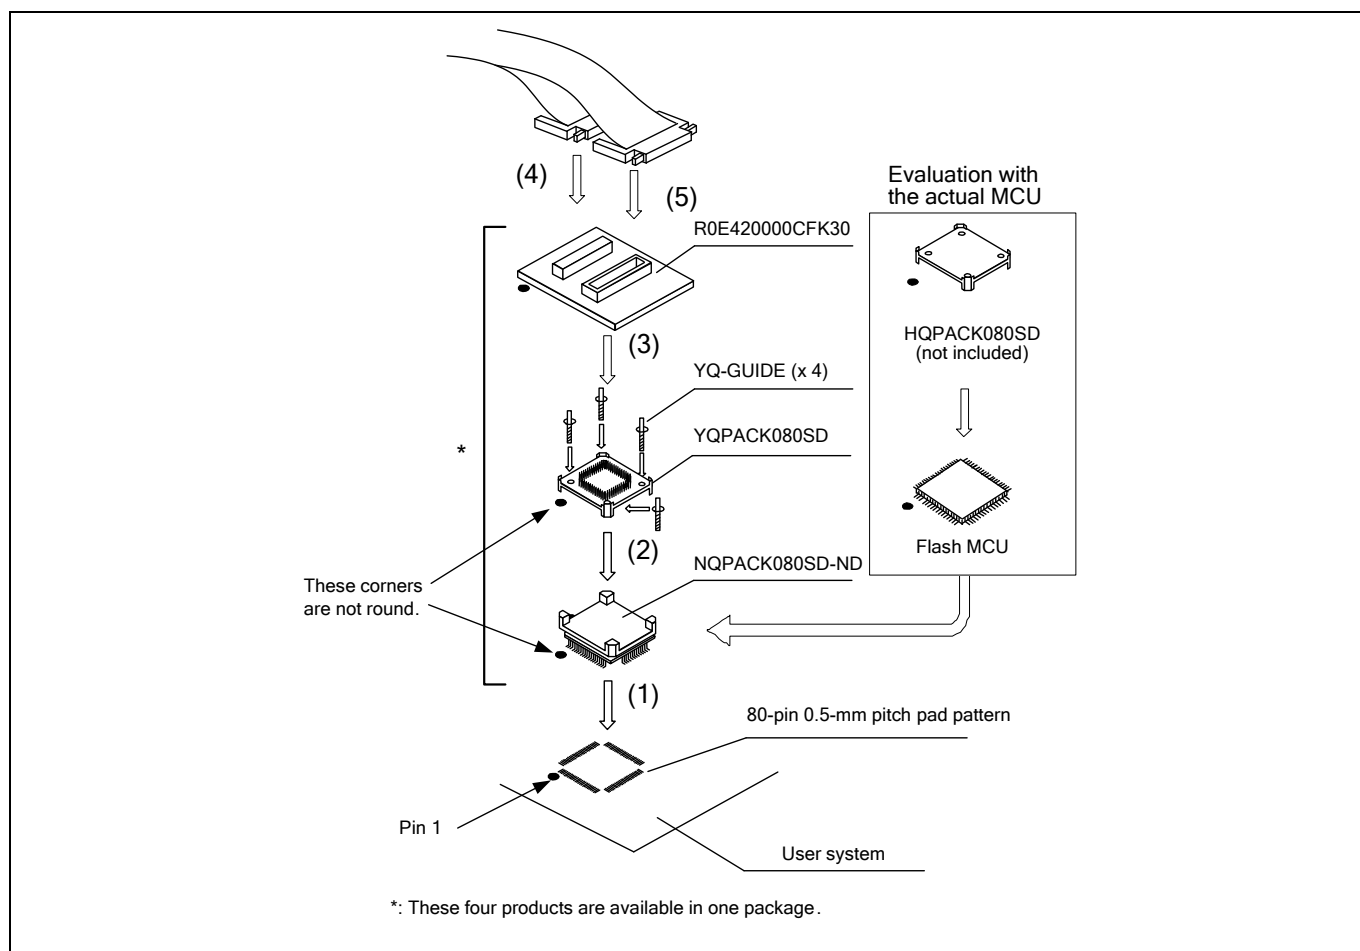 (4)
(5)
Evaluation with
the actual MCU
R0E420000CFK30
HQPACK080SD
(not included)
(3)
YQ-GUIDE (x 4)
YQPACK080SD
*
Flash MCU
(2)
NQPACK080SD-ND
These corners
are not round.
(1)
80-pin 0.5-mm pitch pad pattern
Pin 1
User system
*: These four products are available in one package.